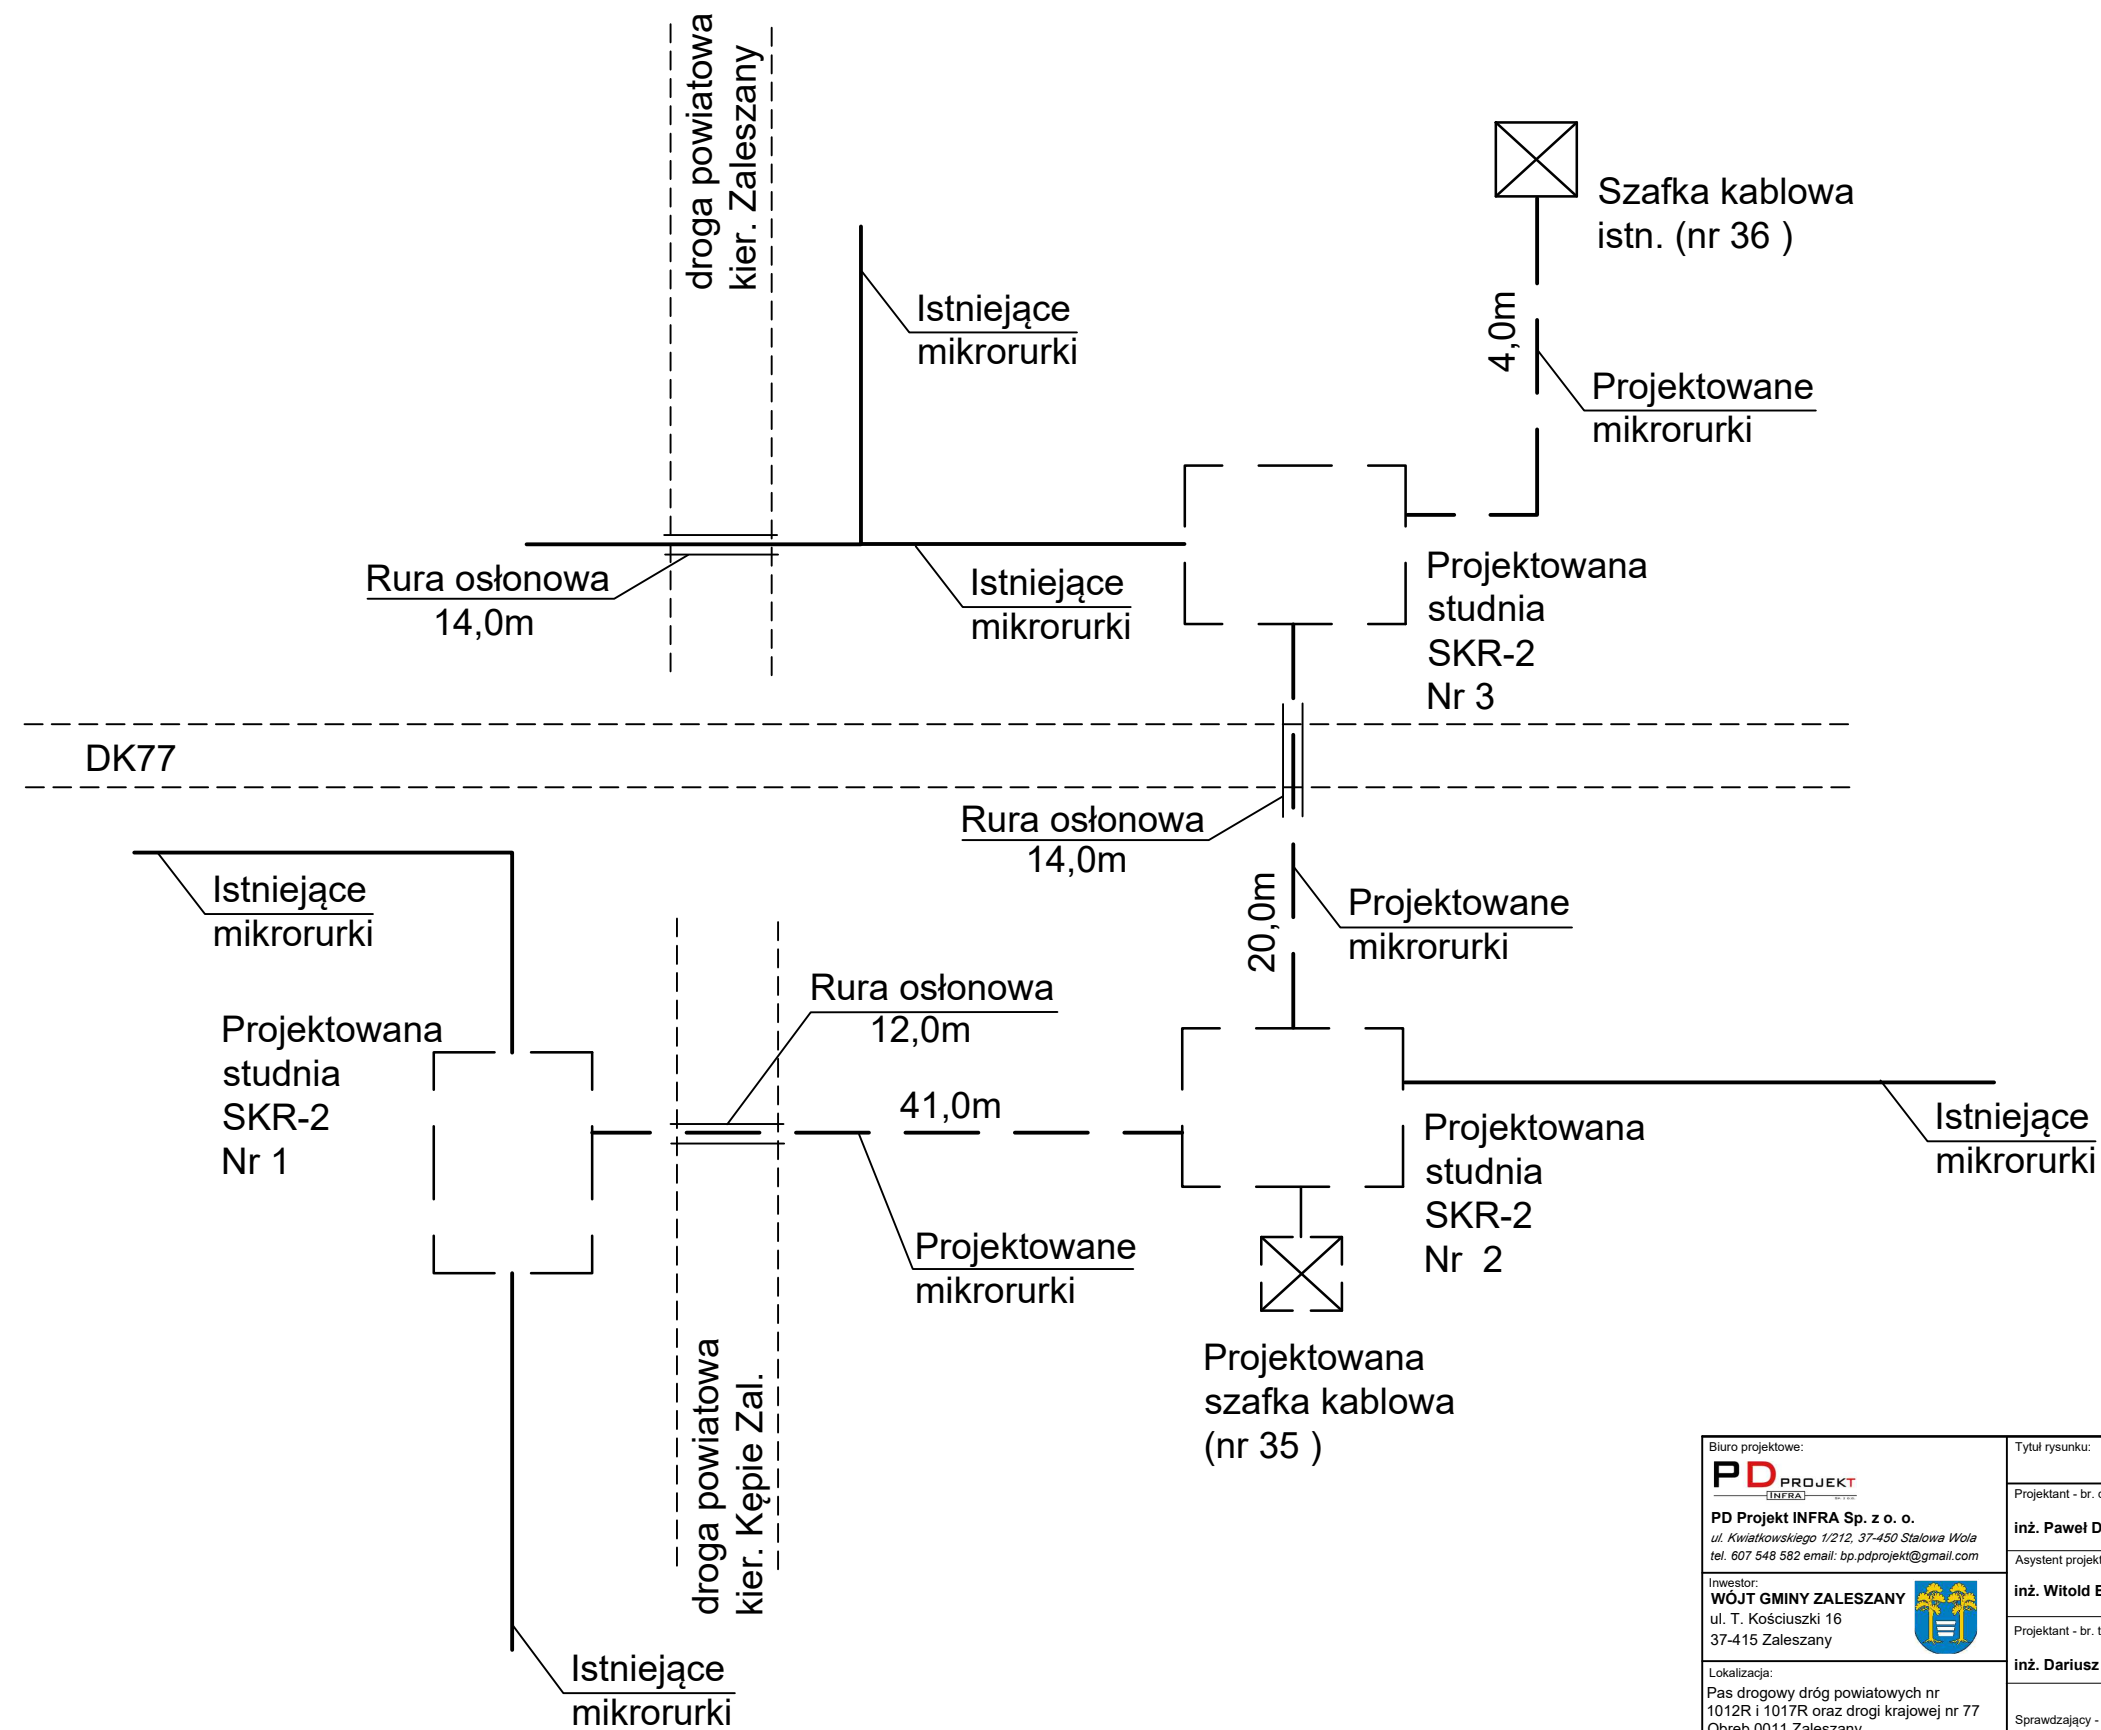 droga powiatowa
kier. Zaleszany
Szafka kablowa
istn. (nr 36 )
Istniejące
mikrorurki
4,0m
Projektowane
mikrorurki
Rura osłonowa
14,0m
Istniejące
mikrorurki
Projektowana
studnia
SKR-2
Nr 3
DK77
Rura osłonowa
14,0m
Istniejące
mikrorurki
20,0m
Projektowane
mikrorurki
Rura osłonowa
12,0m
Projektowana
studnia
SKR-2
Nr 1
41,0m
Projektowana
studnia
SKR-2
Nr 2
Istniejące
mikrorurki
Projektowane
mikrorurki
droga powiatowa
kier. Kępie Zal.
Projektowana
szafka kablowa
(nr 35 )
Istniejące
mikrorurki
Biuro projektowe:
PD PROJEKT
INFRA
PD Projekt INFRA Sp. z o. o.
ul. Kwiatkowskiego 1/212, 37-450 Stalowa Wola
tel. 607 548 582 email: bp.pdprojekt@gmail.com
Inwestor:
WÓJT GMINY ZALESZANY
ul. T. Kościuszki 16
37-415 Zaleszany
Lokalizacja:
Pas drogowy dróg powiatowych nr
1012R i 1017R oraz drogi krajowej nr 77
Obręb 0011 Zaleszany
Tytuł rysunku:
Projektant - br.
inż. Paweł
Asystent
inż. Witold
Projektant - br.
inż. Dariusz
Sprawdzający -